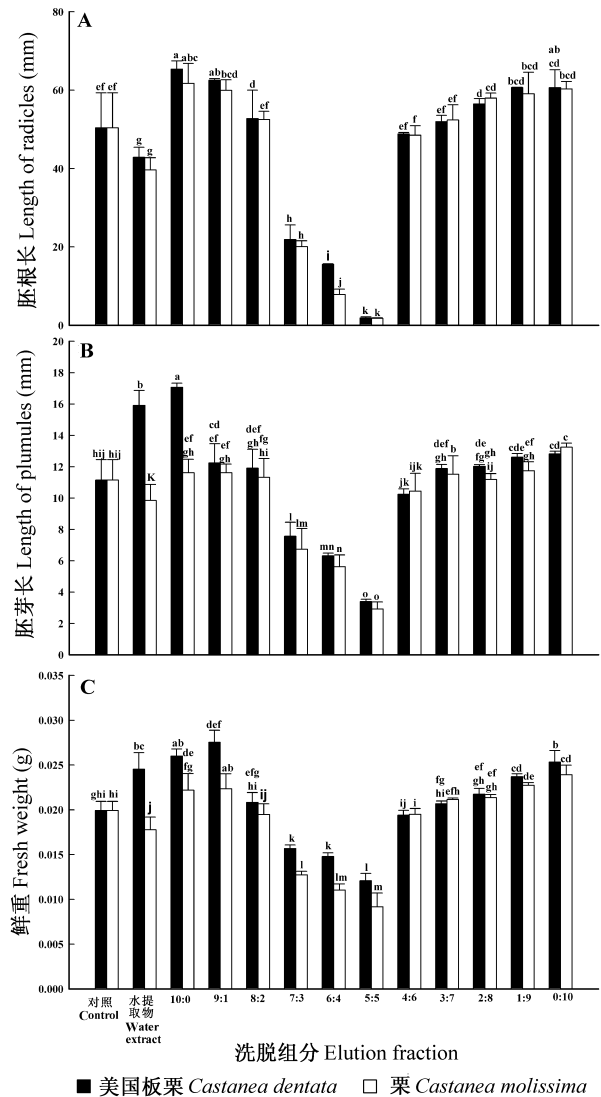 A
胚根长 Length of radicles (mm)
80
60
40
20
0
ef ef
g
g
a
abc
ab
bcd
d
ef
h
h
i
j
k k
ef f
ef
ef
d
cd
bcd
bcd
ab
cd
bcd
B
胚芽长 Length of plumules (mm)
20
18
16
14
12
10
8
6
4
2
0
hij hij
b
K
a
ef
gh
cd
ef
ef
gh
def
gh
fg
hi
l
lm
mn
n
o o
jk
ijk
def
gh
b
de
fg
gh
ij
cde
ef
gh
cd
c
C
鲜重 Fresh weight (g)
0.035
0.030
0.025
0.020
0.015
0.010
0.005
0.000
ghi hi
bc
j
ab
de
fg
def
ab
efg
hi
ij
k
l
k
lm
l
m
ij i
fg
hi
efh
ef
gh
ef
gh
cd
de
b
cd
对照
Control
水提
取物
Water
extract
10:0
9:1
8:2
7:3
6:4
5:5
4:6
3:7
2:8
1:9
0:10
洗脱组分 Elution fraction
美国板栗 Castanea dentata
栗 Castanea molissima